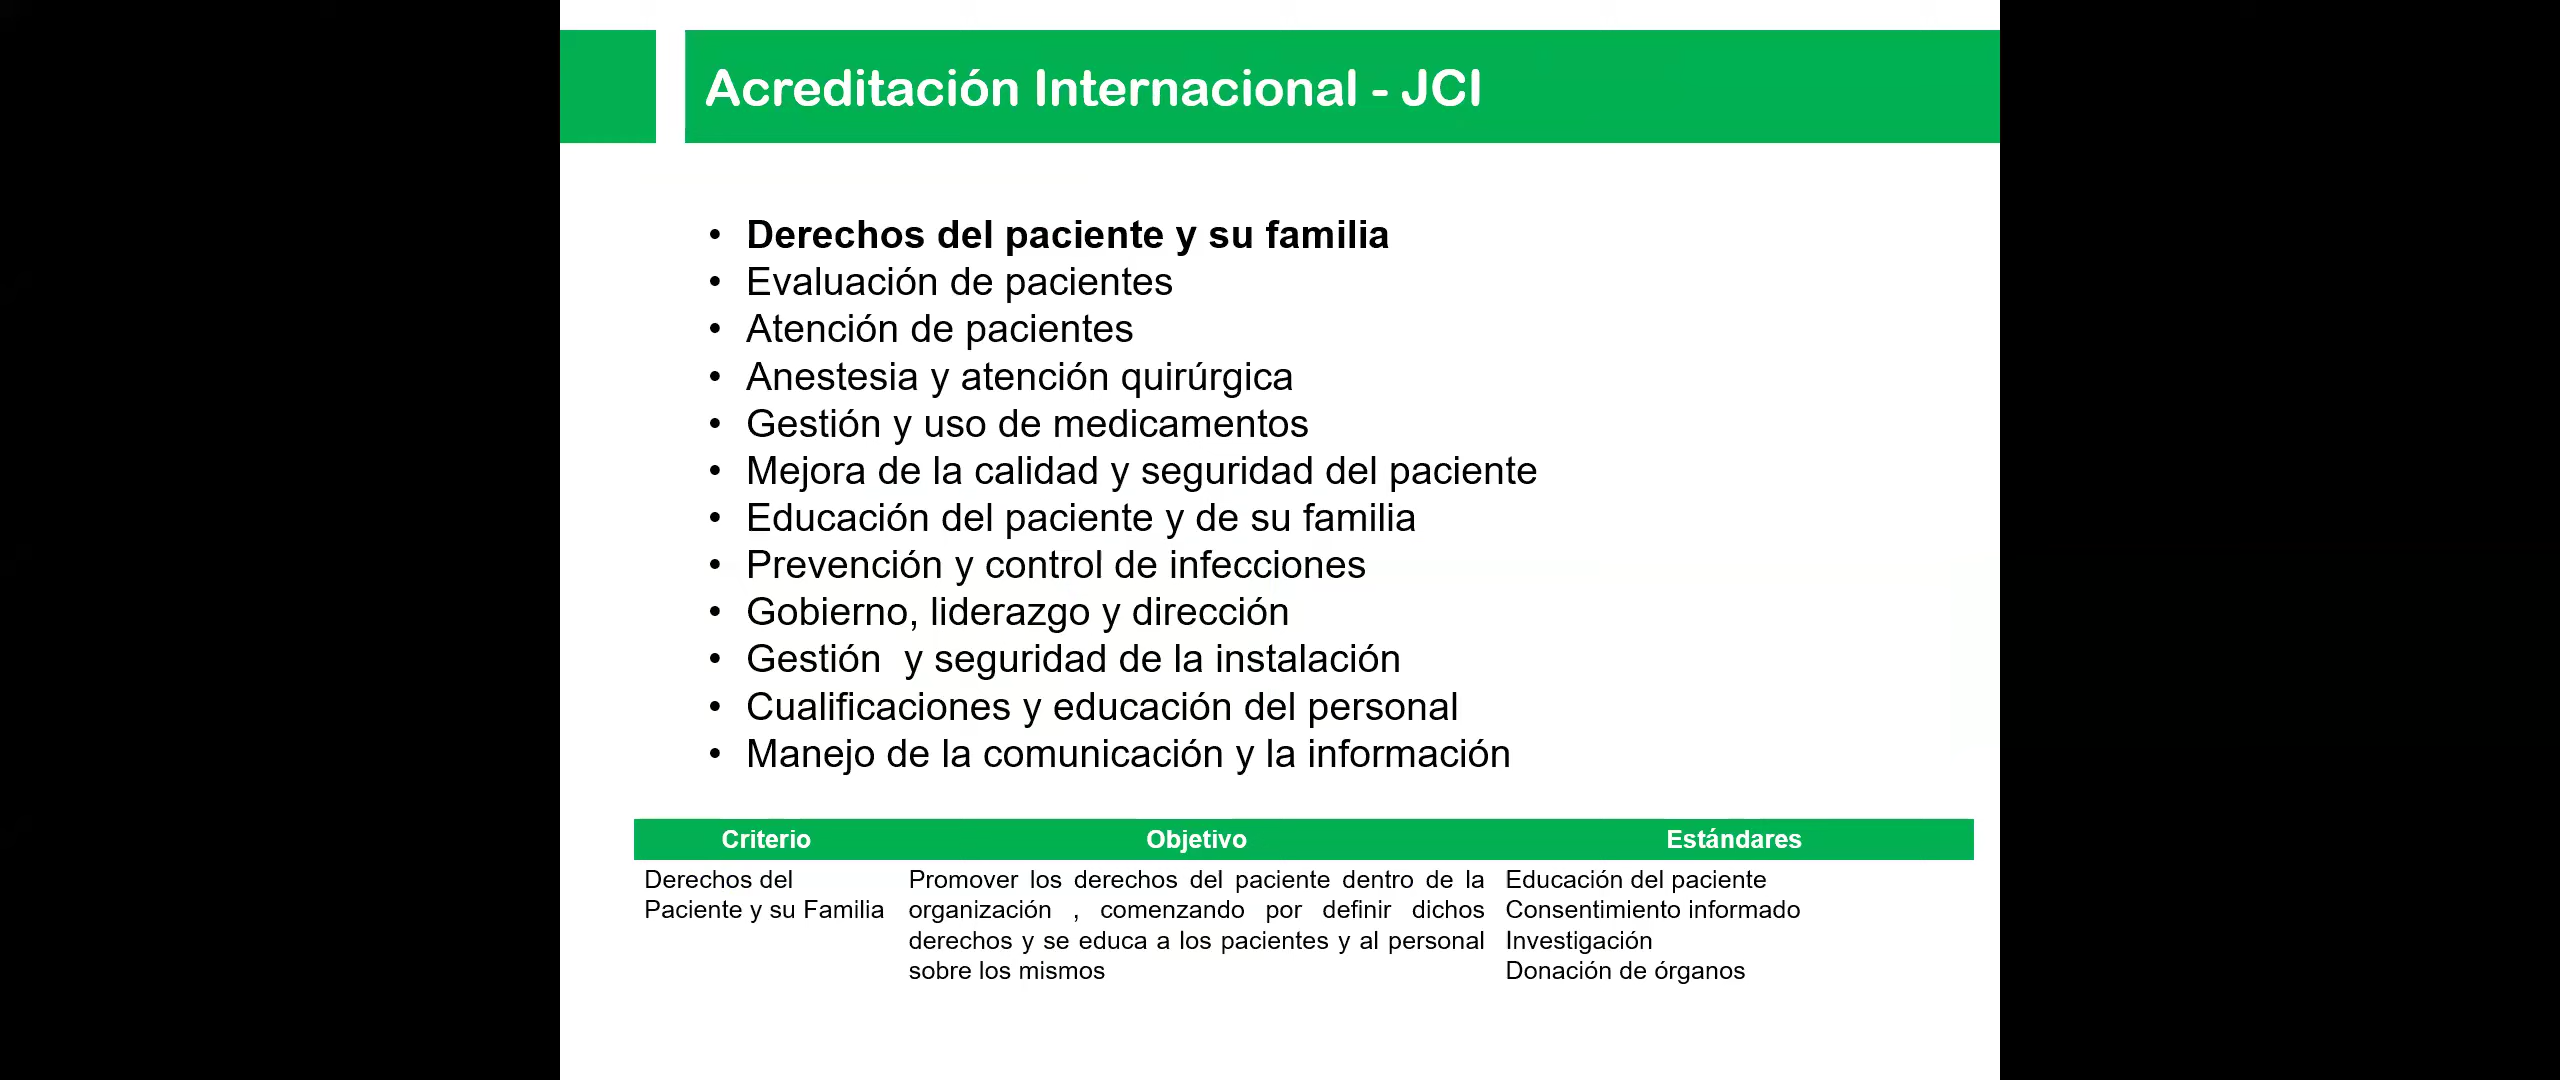 Acreditación Internacional - JCI
• Derechos del paciente y su familia
• Evaluación de pacientes
• Atención de pacientes
• Anestesia y atención quirúrgica
• Gestión y uso de medicamentos
• Mejora de la calidad y seguridad del paciente
• Educación del paciente y de su familia
• Prevención y control de infecciones
• Gobierno, liderazgo y dirección
• Gestión  y seguridad de la instalación
• Cualificaciones y educación del personal
• Manejo de la comunicación y la información
Criterio Objetivo Estándares
Derechos del
Paciente y su Familia
Promover los derechos del paciente dentro de la
organización , comenzando por definir dichos
derechos y se educa a los pacientes y al personal
sobre los mismos
Educación del paciente
Consentimiento informado
Investigación
Donación de órganos